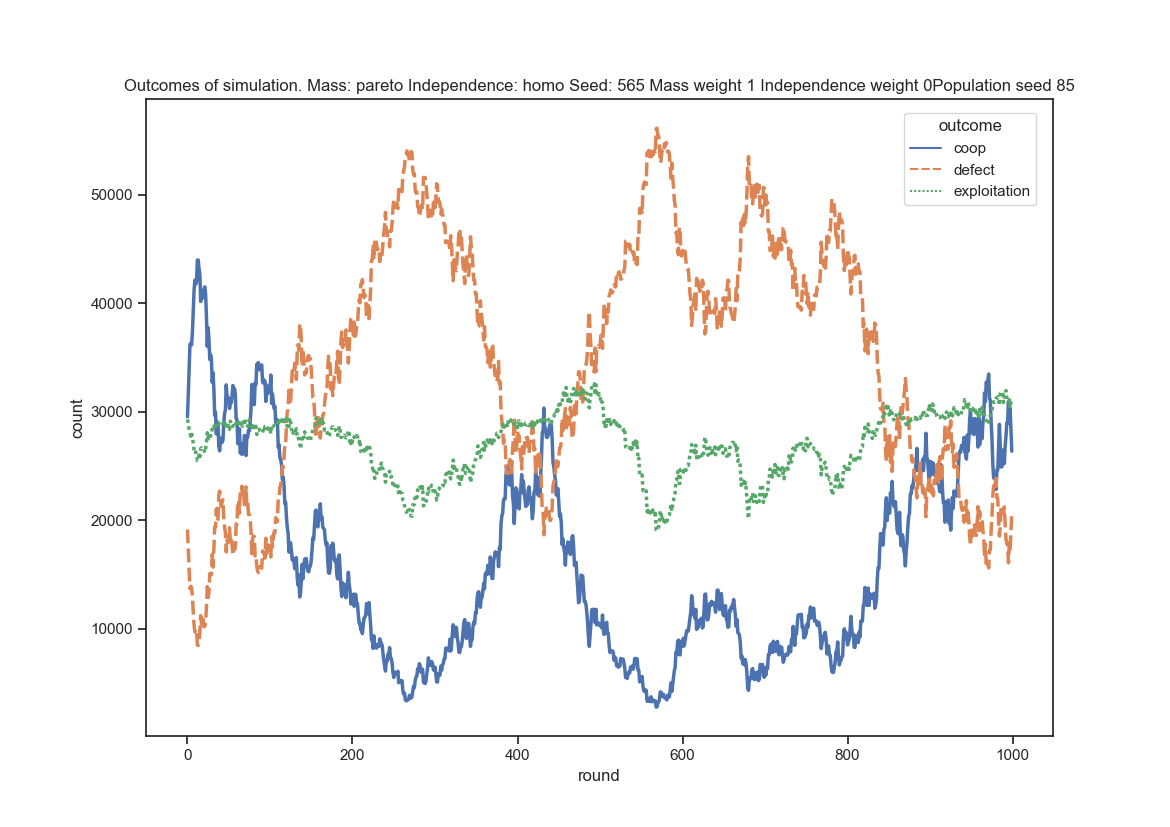 Outcomes of simulation. Mass: pareto Independence: homo Seed: 565 Mass weight 1 Independence weight 0Population seed 85
outcome
coop
defect
exploitation
50000
40000
30000
20000
10000
count
0 200 400 600 800 1000
round